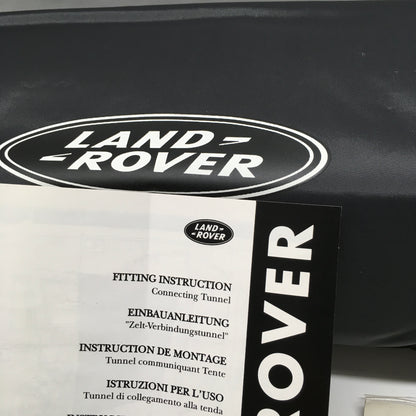 LAND-
-ROVER
LAND-
-ROVER
FITTING INSTRUCTION
Connecting Tunnel
EINBAUANLEITUNG
"Zelt-Verbindungstunnel"
INSTRUCTION DE MONTAGE
Tunnel communiquant Tente
ISTRUZIONI PER L'USO
Tunnel di collegamento alla tenda
ROVER